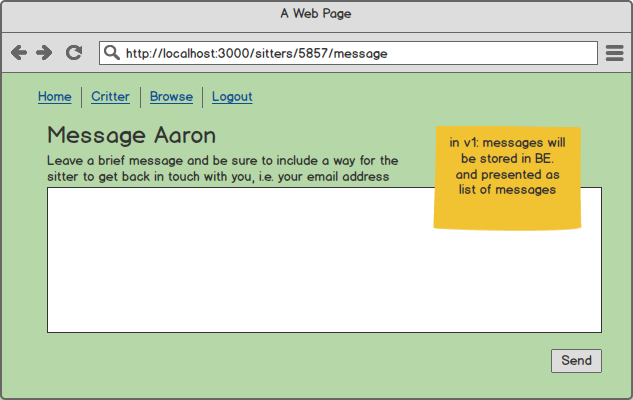 A Web Page
http://localhost:3000/sitters/5857/message
Home Critter Browse Logout
Message Aaron
Leave a brief message and be sure to include a way for the
sitter to get back in touch with you, i.e. your email address
in v1: messages will
be stored in BE.
and presented as
list of messages
Send